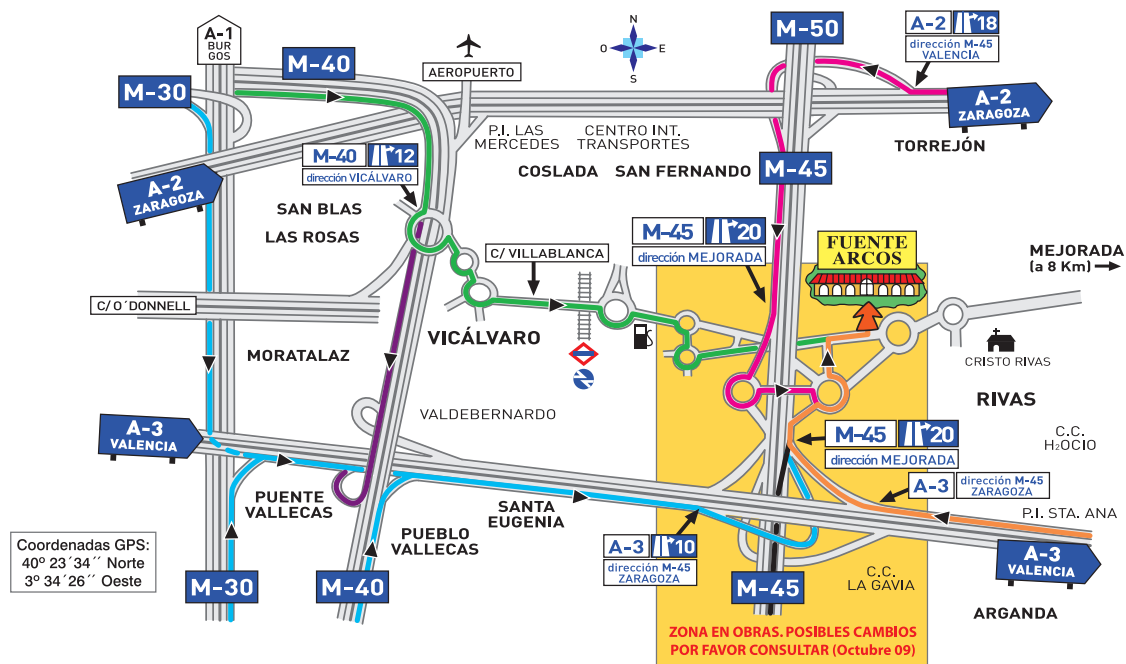 A-1
BUR
GOS
M-40
M-30
AEROPUERTO
N
O
E
S
M-50
A-2
18
dirección M-45
VALENCIA
A-2
ZARAGOZA
TORREJÓN
P.I. LAS
MERCEDES
CENTRO INT.
TRANSPORTES
COSLADA
SAN FERNANDO
M-45
M-40
12
dirección VICÁLVARO
A-2
ZARAGOZA
SAN BLAS
LAS ROSAS
M-45
20
dirección MEJORADA
FUENTE
ARCOS
MEJORADA
(a 8 Km)
C/ VILLABLANCA
C/ O´DONNELL
VICÁLVARO
MORATALAZ
CRISTO RIVAS
RIVAS
VALDEBERNARDO
A-3
VALENCIA
M-45
20
dirección MEJORADA
C.C.
H2OCIO
A-3
dirección M-45
ZARAGOZA
PUENTE
VALLECAS
SANTA
EUGENIA
P.I. STA. ANA
PUEBLO
VALLECAS
A-3
10
dirección M-45
ZARAGOZA
A-3
VALENCIA
Coordenadas GPS:
40º 23´34´´ Norte
3º 34´26´´ Oeste
M-30
M-40
M-45
C.C.
LA GAVIA
ARGANDA
ZONA EN OBRAS. POSIBLES CAMBIOS
POR FAVOR CONSULTAR (Octubre 09)